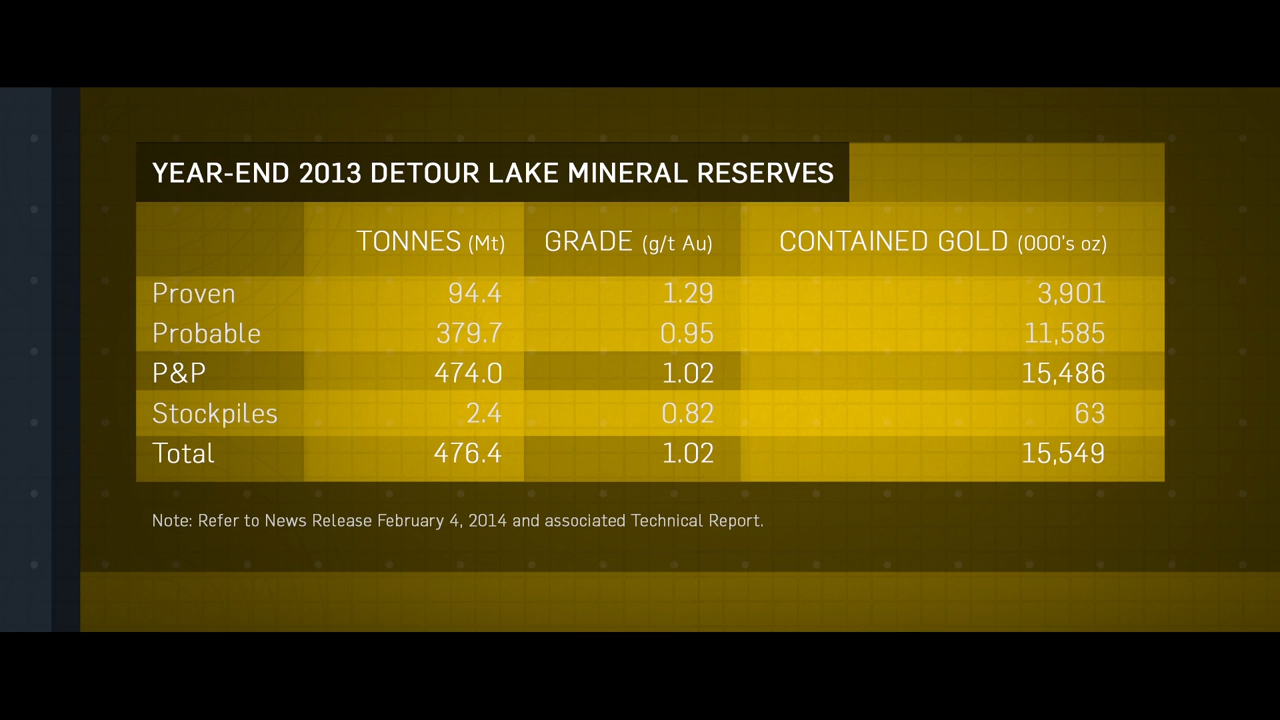 YEAR-END 2013 DETOUR LAKE MINERAL RESERVES
TONNES (Mt) GRADE (g/t Au) CONTAINED GOLD (000's oz)
Proven 94.4 1.29 3,901
Probable 379.7 0.95 11,585
P&P 474.0 1.02 15,486
Stockpiles 2.4 0.82 63
Total 476.4 1.02 15,549
Note: Refer to News Release February 4, 2014 and associated Technical Report.